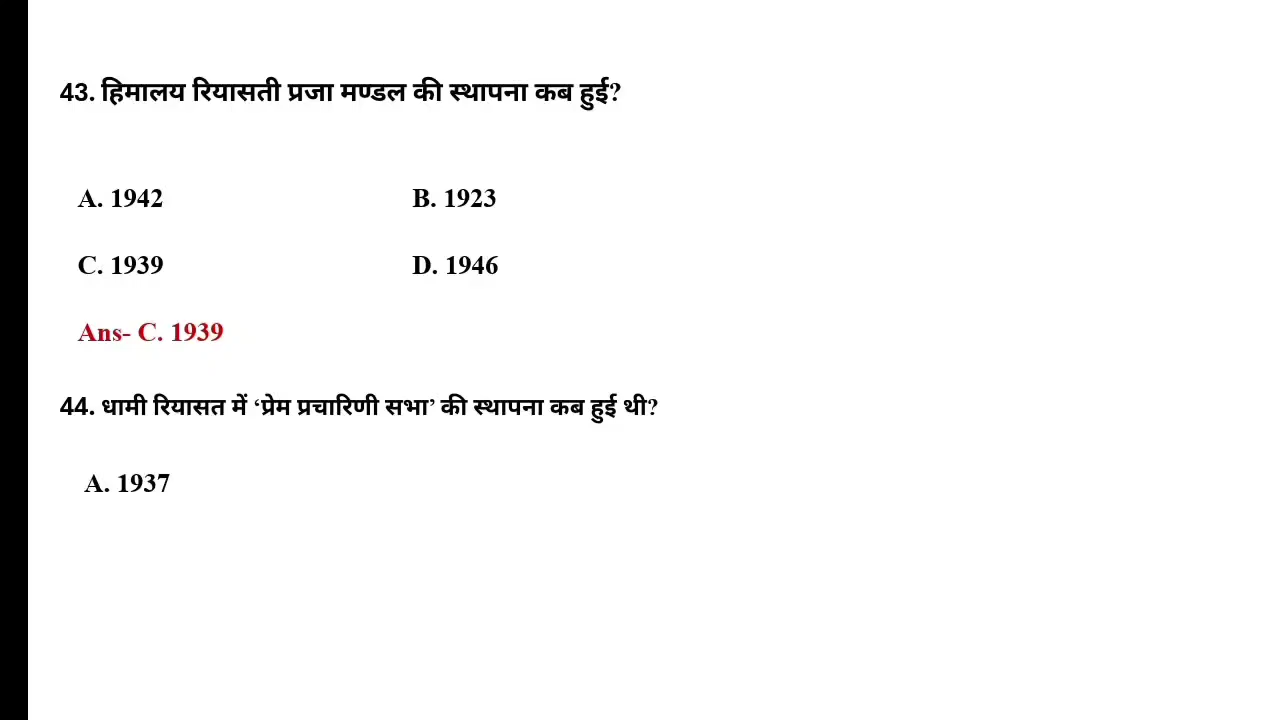 43. हिमालय रियासती प्रजा मण्डल की स्थापना कब हुई?
A. 1942 B. 1923
C. 1939 D. 1946
Ans- C. 1939
44. धामी रियासत में ‘प्रेम प्रचारिणी सभा’ की स्थापना कब हुई थी?
A. 1937